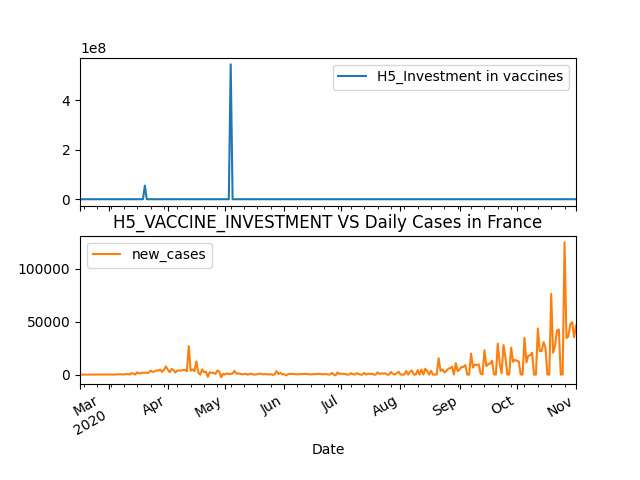 1e8
H5_Investment in vaccines
4
2
0
H5_VACCINE_INVESTMENT VS Daily Cases in France
new_cases
100000
50000
0
Mar
2020
Apr
May
Jun
Jul
Aug
Sep
Oct
Nov
Date